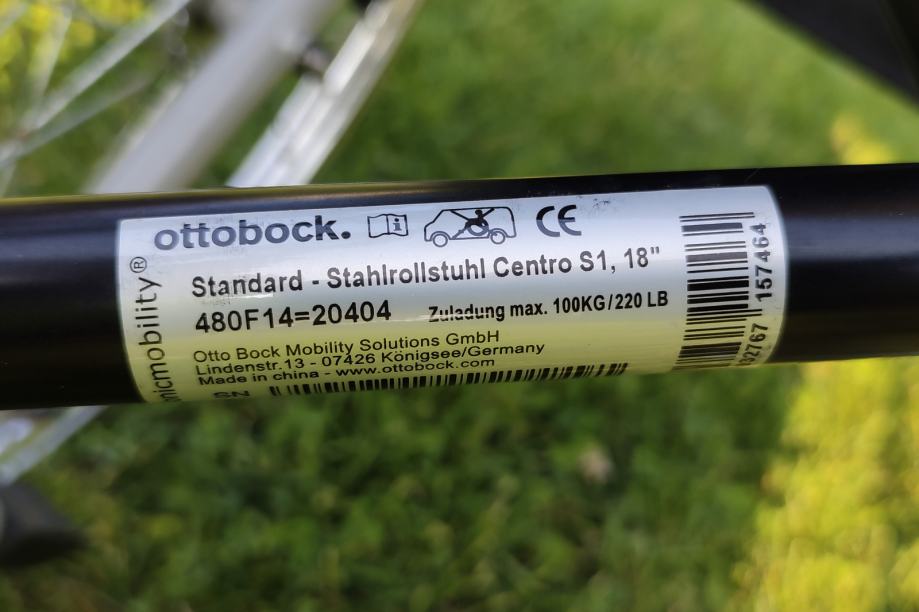 ottobock.
CE
Standard - Stahlrollstuhl Centro S1, 18"
480F14=20404
Zuladung max. 100KG/220 LB
Otto Bock Mobility Solutions GmbH
Lindenstr.13 - 07426 Königsee/Germany
Made in china - www.ottobock.com
SN
157464